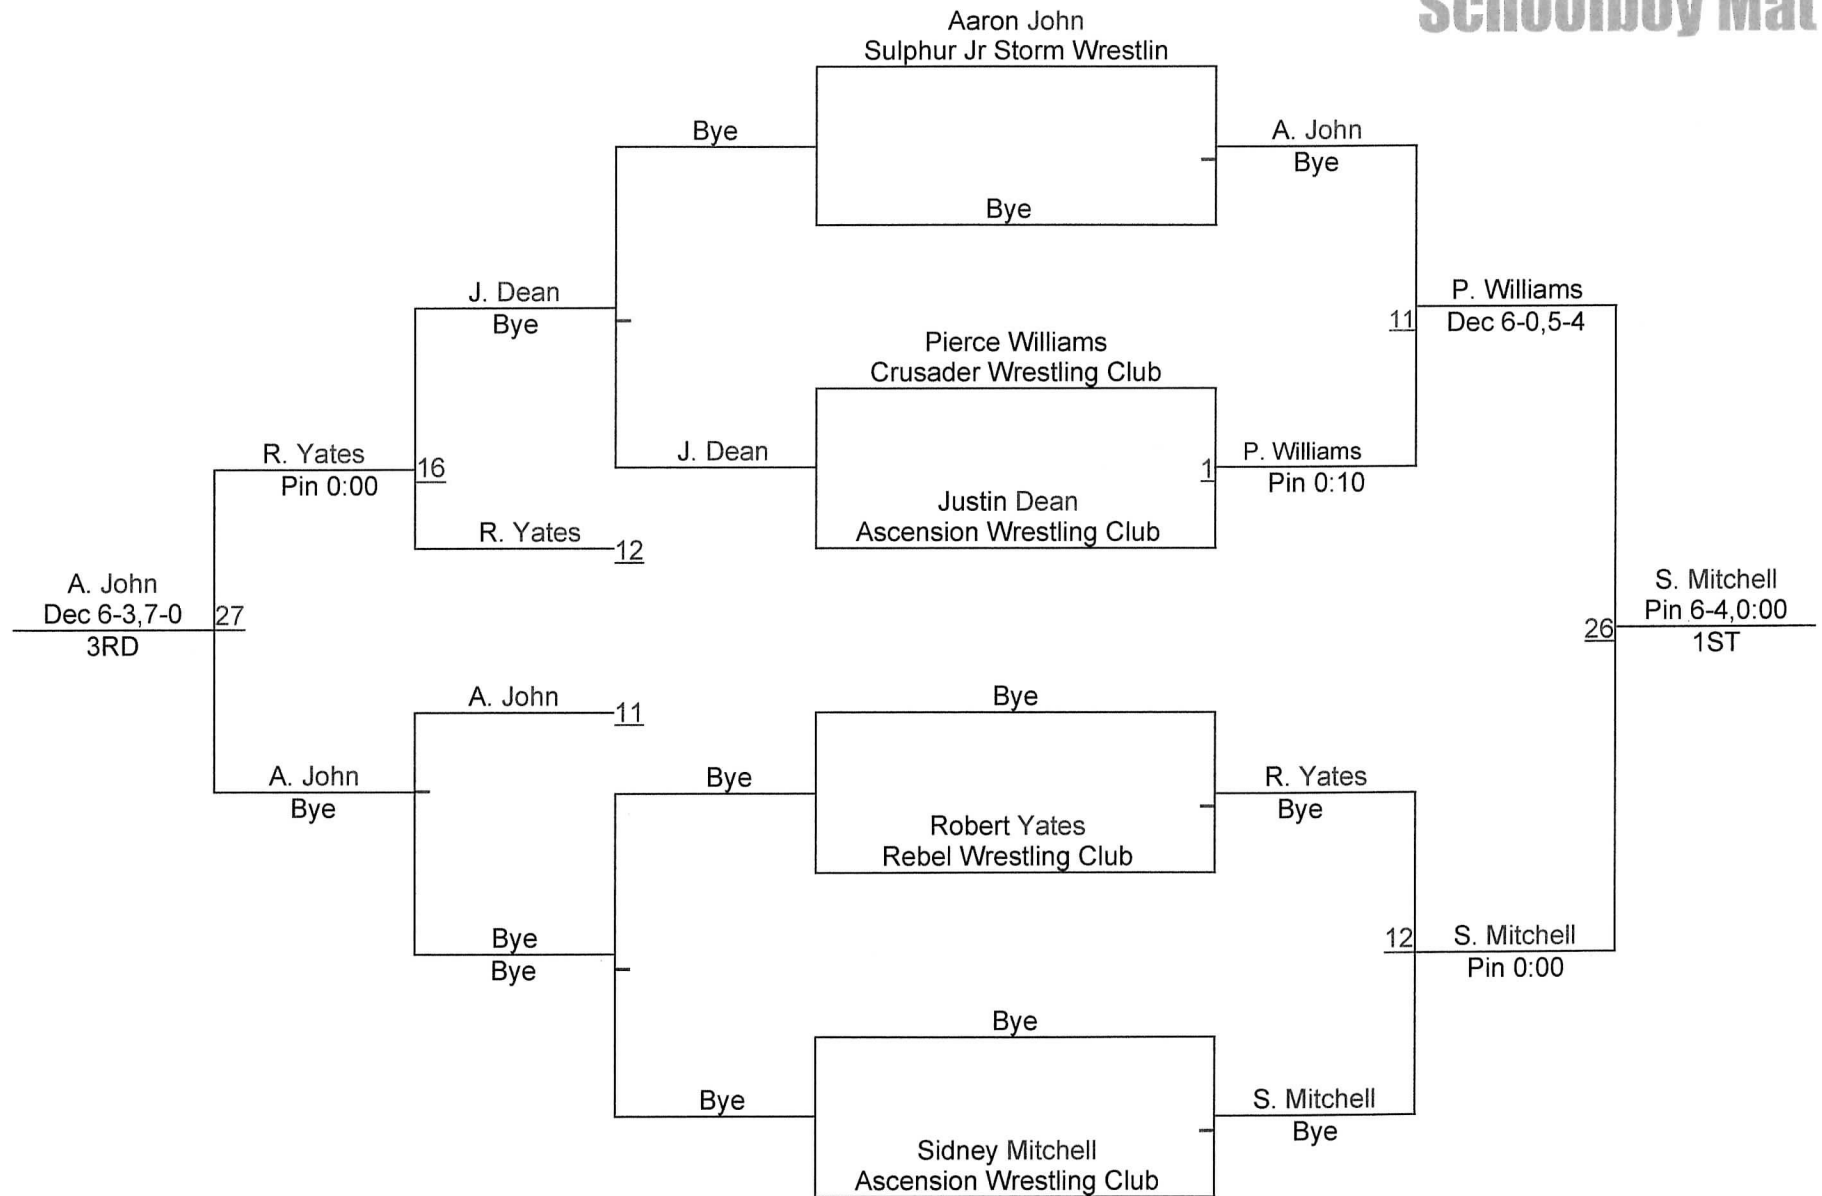 Schoolboy Mat
Aaron John
Sulphur Jr Storm Wrestlin
Bye
A. John
Bye
Bye
J. Dean
Bye
P. Williams
11
Dec 6-0,5-4
Pierce Williams
Crusader Wrestling Club
R. Yates
16
Pin 0:00
J. Dean
1
P. Williams
Pin 0:10
Justin Dean
Ascension Wrestling Club
R. Yates
12
A. John
Dec 6-3,7-0
27
3RD
S. Mitchell
Pin 6-4,0:00
26
1ST
A. John
11
Bye
A. John
Bye
Bye
R. Yates
Bye
Robert Yates
Rebel Wrestling Club
Bye
Bye
12
S. Mitchell
Pin 0:00
Bye
Bye
S. Mitchell
Bye
Sidney Mitchell
Ascension Wrestling Club